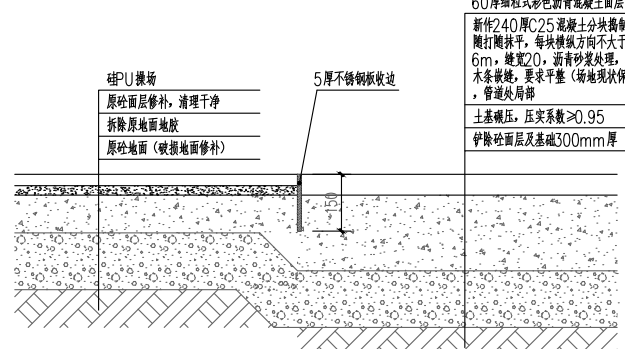 硅PU操场
原砼面层修补，清理干净
拆除原地面地胶
原砼地面（破损地面修补）
5厚不锈钢板收边
60厚细粒式彩色沥青混凝土面层
新作240厚C25混凝土分块捣制
随打随抹平，每块横纵方向不大于
6m，缝宽20，沥青砂浆处理，
木条嵌缝，要求平整（场地现状保
，管道处局部
土基碾压，压实系数≥0.95
铲除砼面层及基础300mm厚
150